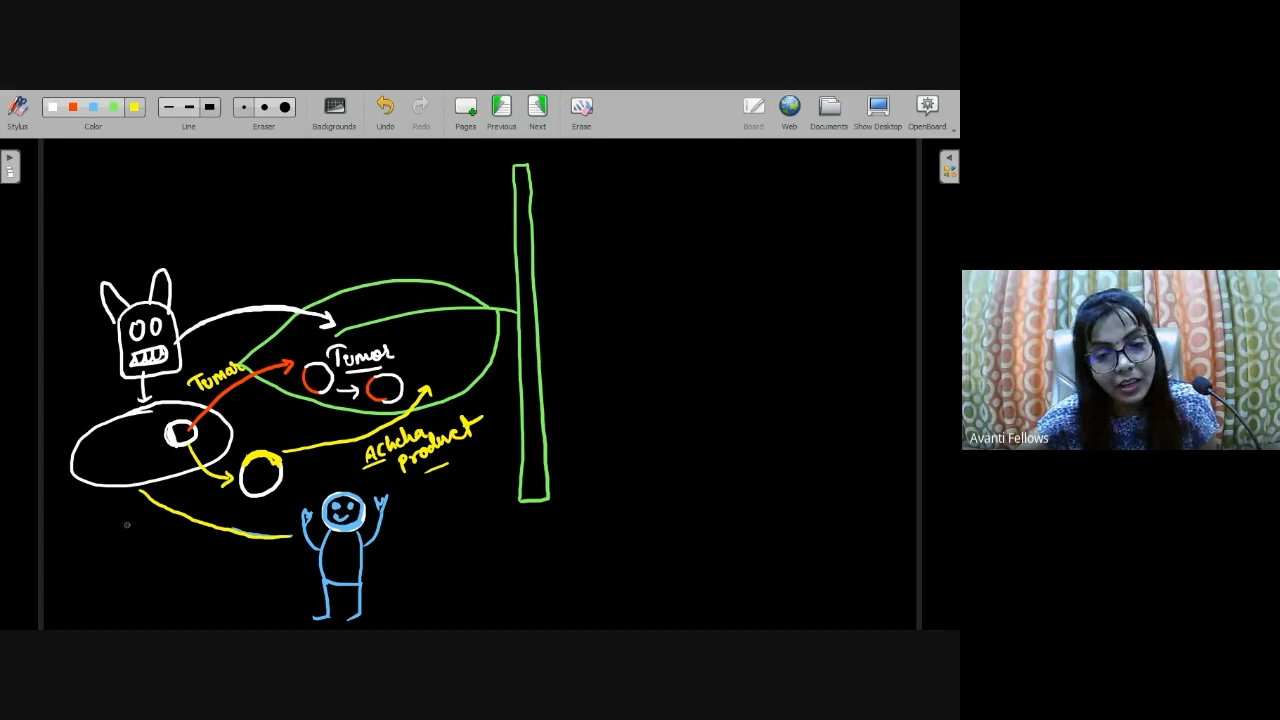 Stylus
Color
Line
Eraser
Backgrounds
Undo
Redo
Pages
Previous
Next
Erase
Board
Web
Documents
Show Desktop
OpenBoard
Tumor
Tumor
Achcha
product
Avanti Fellows